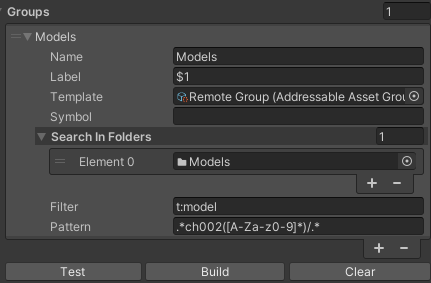 Groups 1
Models
Name Models
Label $1
Template Remote Group (Addressable Asset Grou
Symbol
Search In Folders 1
Element 0 Models
+ −
Filter t:model
Pattern .*ch002([A-Za-z0-9]*)/.*
+ −
Test Build Clear